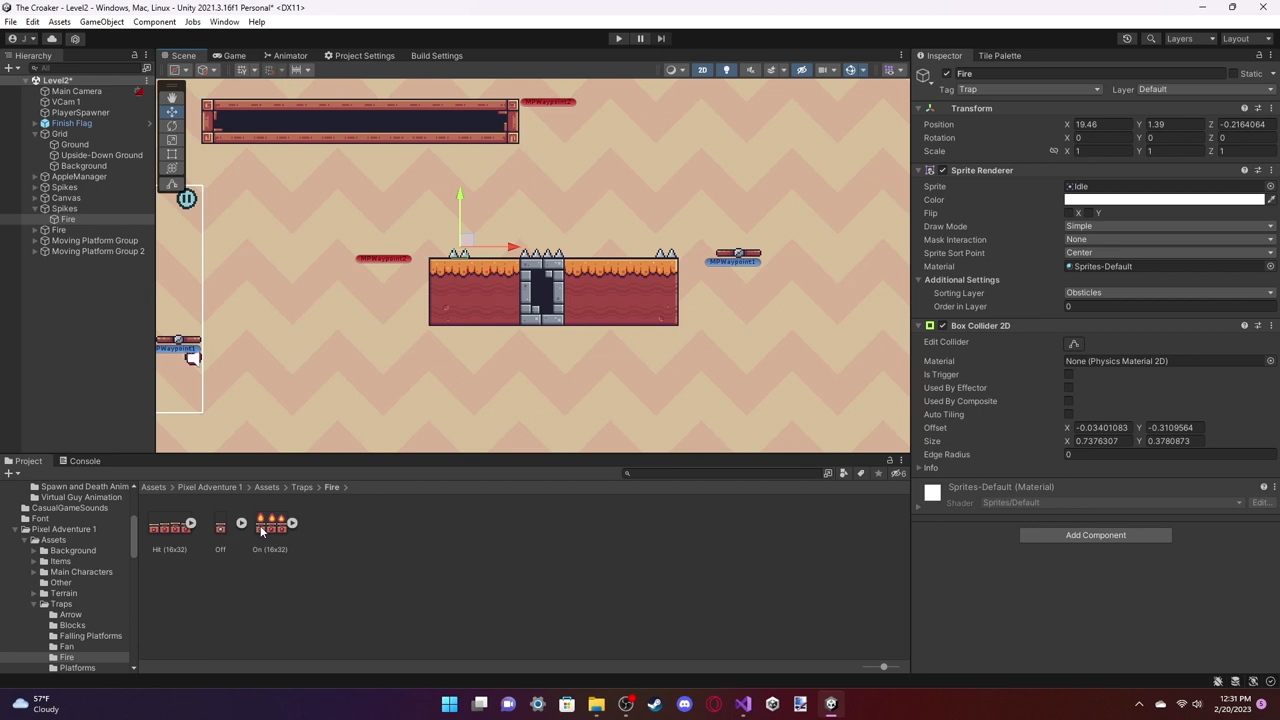 The Croaker - Level2 - Windows, Mac, Linux - Unity 2021.3.16f1 Personal* <DX11>
File Edit Assets GameObject Component Jobs Window Help
J Layers Layout
Hierarchy Scene Game Animator Project Settings Build Settings Inspector Tile Palette
All 2D
Level2*
Main Camera
VCam 1
PlayerSpawner
Finish Flag
Grid
Ground
Upside-Down Ground
Background
AppleManager
Spikes
Canvas
Spikes
Fire
Fire
Moving Platform Group
Moving Platform Group 2
MPWaypoint2
MPWaypoint2
MPWaypoint1
MPWaypoint1
Fire Static
Tag Trap Layer Default
Transform
Position X 19.46 Y 1.39 Z -0.2164064
Rotation X 0 Y 0 Z 0
Scale X 1 Y 1 Z 1
Sprite Renderer
Sprite Idle
Color
Flip X Y
Draw Mode Simple
Mask Interaction None
Sprite Sort Point Center
Material Sprites-Default
Additional Settings
Sorting Layer Obstacles
Order in Layer 0
Box Collider 2D
Edit Collider
Material None (Physics Material 2D)
Is Trigger
Used By Effector
Used By Composite
Auto Tiling
Offset X -0.03401083 Y -0.3109564
Size X 0.7376307 Y 0.3780873
Edge Radius 0
Info
Sprites-Default (Material)
Shader Sprites/Default Edit...
Add Component
Project Console
6
Spawn and Death Anim
Virtual Guy Animation
CasualGameSounds
Font
Pixel Adventure 1
Assets
Background
Items
Main Characters
Other
Terrain
Traps
Arrow
Blocks
Falling Platforms
Fan
Fire
Platforms
Assets > Pixel Adventure 1 > Assets > Traps > Fire >
Hit (16x32) Off On (16x32)
57°F
Cloudy
12:31 PM
2/20/2023